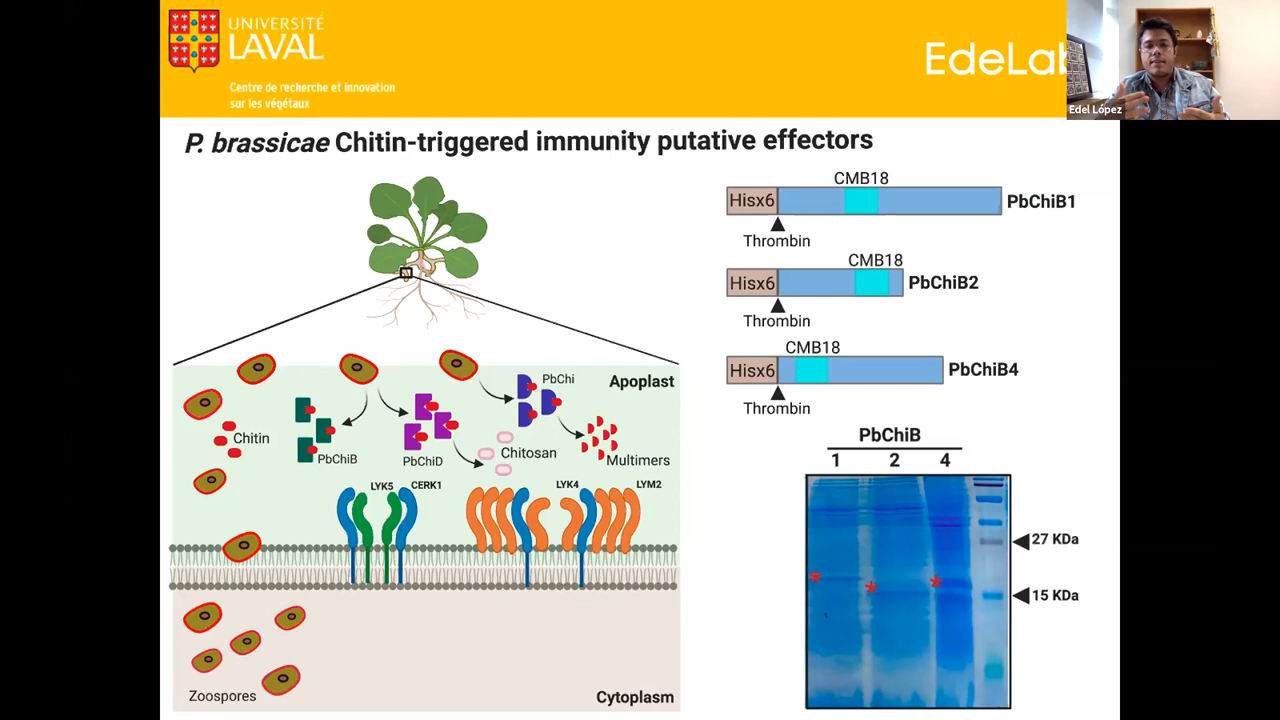 UNIVERSITÉ
LAVAL
Centre de recherche et innovation
sur les végétaux
EdeLab
Edel López
P. brassicae Chitin-triggered immunity putative effectors
Apoplast
Chitin
PbChiB
PbChiD
PbChi
Chitosan
Multimers
LYK5
CERK1
LYK4
LYM2
Zoospores
Cytoplasm
CMB18
Hisx6
PbChiB1
Thrombin
CMB18
Hisx6
PbChiB2
Thrombin
CMB18
Hisx6
PbChiB4
Thrombin
PbChiB
1 2 4
27 KDa
15 KDa